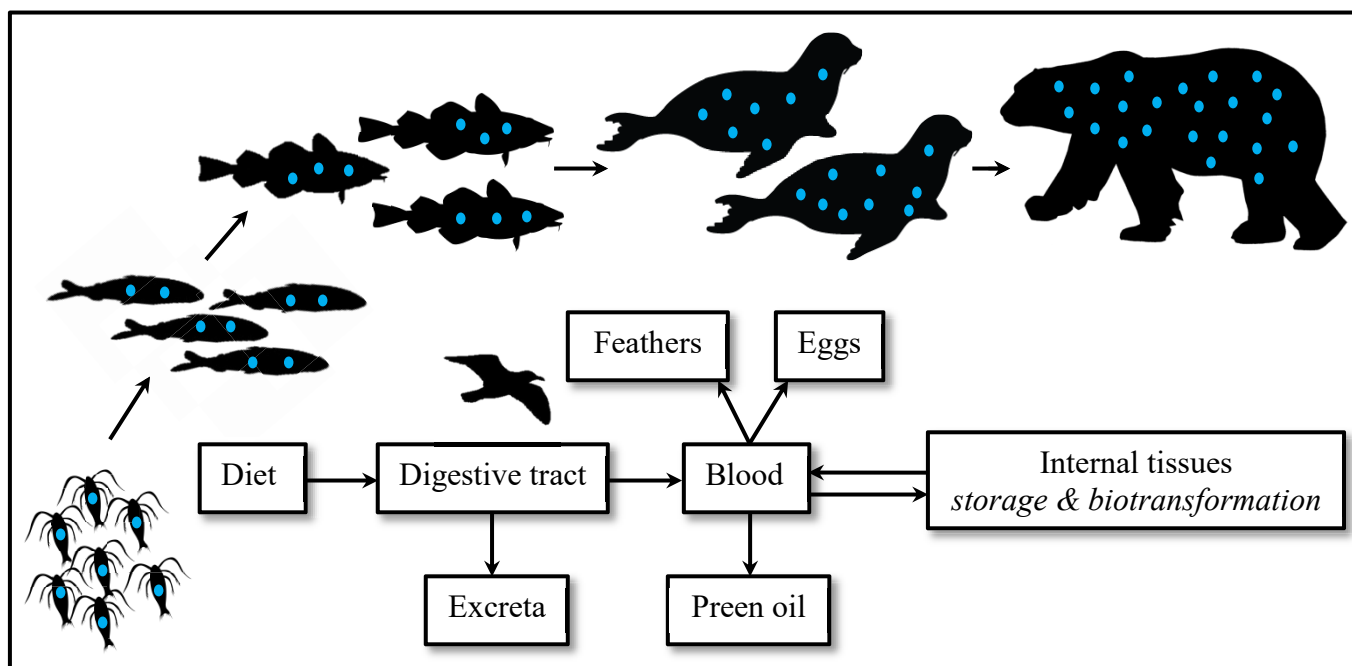 Feathers
Eggs
Diet
Digestive tract
Blood
Internal tissues
storage & biotransformation
Excreta
Preen oil